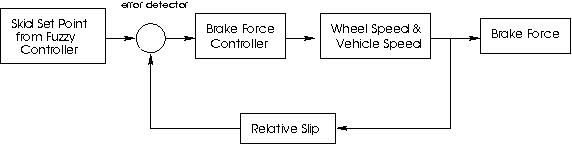 error detector
Skid Set Point
from Fuzzy
Controller
Brake Force
Controller
Wheel Speed &
Vehicle Speed
Brake Force
Relative Slip